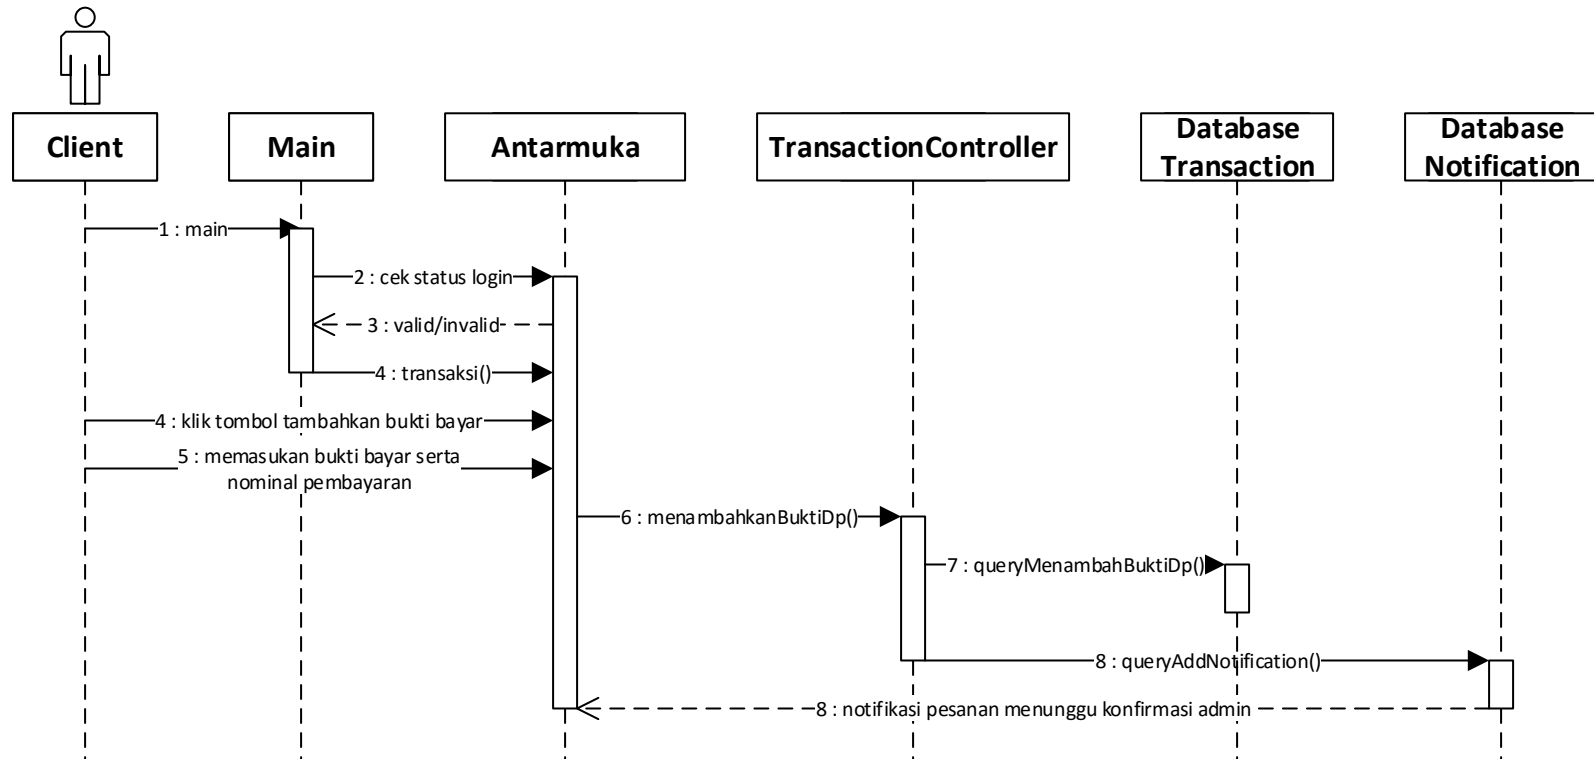 Client
Main
Antarmuka
TransactionController
Database
Transaction
Database
Notification
1 : main
2 : cek status login
3 : valid/invalid
4 : transaksi()
4 : klik tombol tambahkan bukti bayar
5 : memasukan bukti bayar serta
nominal pembayaran
6 : menambahkanBuktiDp()
7 : queryMenambahBuktiDp()
8 : queryAddNotification()
8 : notifikasi pesanan menunggu konfirmasi admin